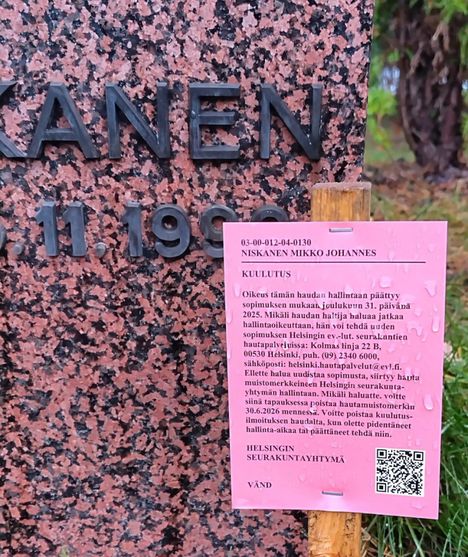 KANEN
.11.199
03-00-012-04-0130
NISKANEN MIKKO JOHANNES
KUULUTUS
Oikeus tämän haudan hallintaan päättyy
sopimuksen mukaan joulukuun 31. päivänä
2025. Mikäli haudan haltija haluaa jatkaa
hallintaoikeuttaan, hän voi tehdä uuden
sopimuksen Helsingin ev.lut. seurakuntien
hautapalveluissa: Kolmas linja 22 B,
00530 Helsinki, puh. (09) 2340 6000,
sähköposti: helsinki.hautapalvelut@evl.fi.
Ellette halua uudistaa sopimusta, siirtyy hauta
muistomerkkeineen Helsingin seurakunta-
yhtymän hallintaan. Mikäli haluatte, voitte
siinä tapauksessa poistaa hautamuistomerkin
30.6.2026 mennessä. Voitte poistaa kuulutus-
ilmoituksen haudalta, kun olette pidentäneet
hallinta-aikaa tai päättäneet tehdä niin.
HELSINGIN
SEURAKUNTAYHTYMÄ
VÄND